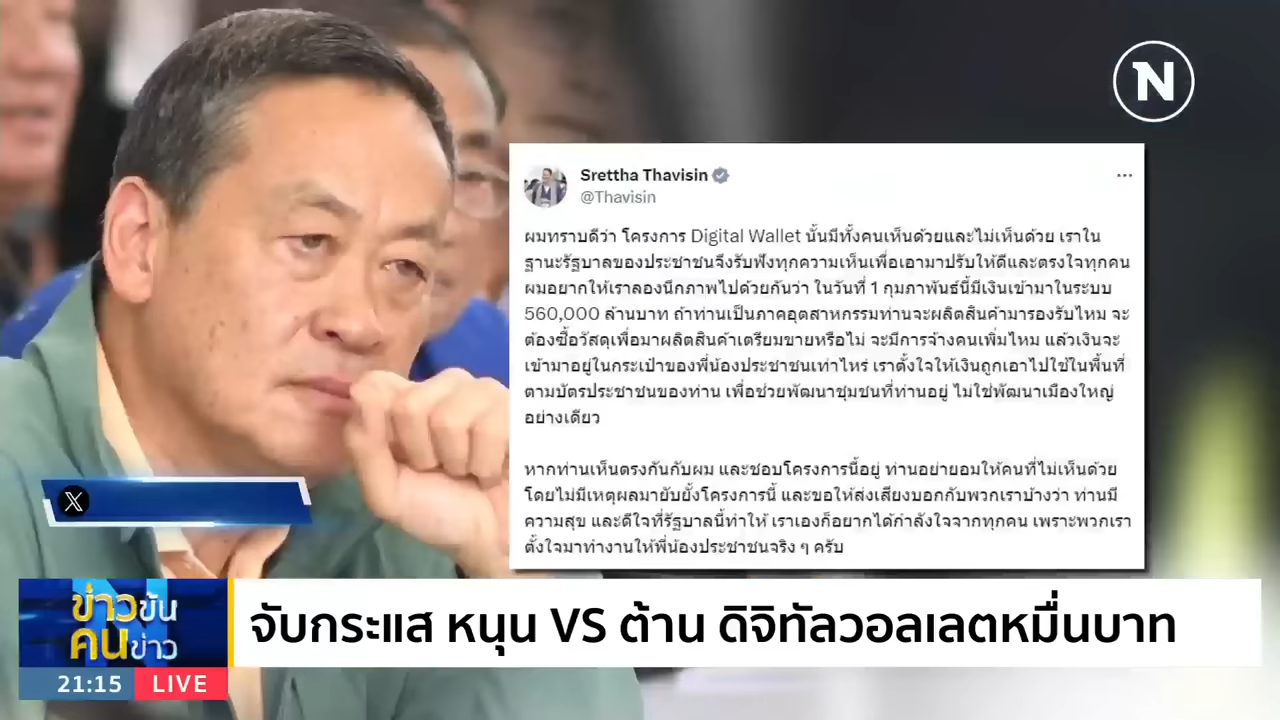 N
Srettha Thavisin
@Thavisin
ผมทราบดีว่า โครงการ Digital Wallet นั้นมีทั้งคนเห็นด้วยและไม่เห็นด้วย เราใน
ฐานะรัฐบาลของประชาชนจึงรับฟังทุกความเห็นเพื่อเอามาปรับให้ดีและตรงใจทุกคน
ผมอยากให้เราลองนึกภาพไปด้วยกันว่า ในวันที่ 1 กุมภาพันธ์นี้มีเงินเข้ามาในระบบ
560,000 ล้านบาท ถ้าท่านเป็นภาคอุตสาหกรรมท่านจะผลิตสินค้ามารองรับไหม จะ
ต้องซื้อวัสดุเพื่อมาผลิตสินค้าเตรียมขายหรือไม่ จะมีการจ้างคนเพิ่มไหม แล้วเงินจะ
เข้ามาอยู่ในกระเป๋าของพี่น้องประชาชนเท่าไหร่ เราตั้งใจให้เงินถูกเอาไปใช้ในพื้นที่
ตามบัตรประชาชนของท่าน เพื่อช่วยพัฒนาชุมชนที่ท่านอยู่ ไม่ใช่พัฒนาเมืองใหญ่
อย่างเดียว
หากท่านเห็นตรงกันกับผม และชอบโครงการนี้อยู่ ท่านอย่ายอมให้คนที่ไม่เห็นด้วย
โดยไม่มีเหตุผลมายับยั้งโครงการนี้ และขอให้ส่งเสียงบอกกับพวกเราบ้างว่า ท่านมี
ความสุข และดีใจที่รัฐบาลนี้ทำให้ เราเองก็อยากได้กำลังใจจากทุกคน เพราะพวกเรา
ตั้งใจมาทำงานให้พี่น้องประชาชนจริง ๆ ครับ
X
ข่าวข้น
คนข่าว
จับกระแส หนุน VS ต้าน ดิจิทัลวอลเลตหมื่นบาท
21:15 LIVE